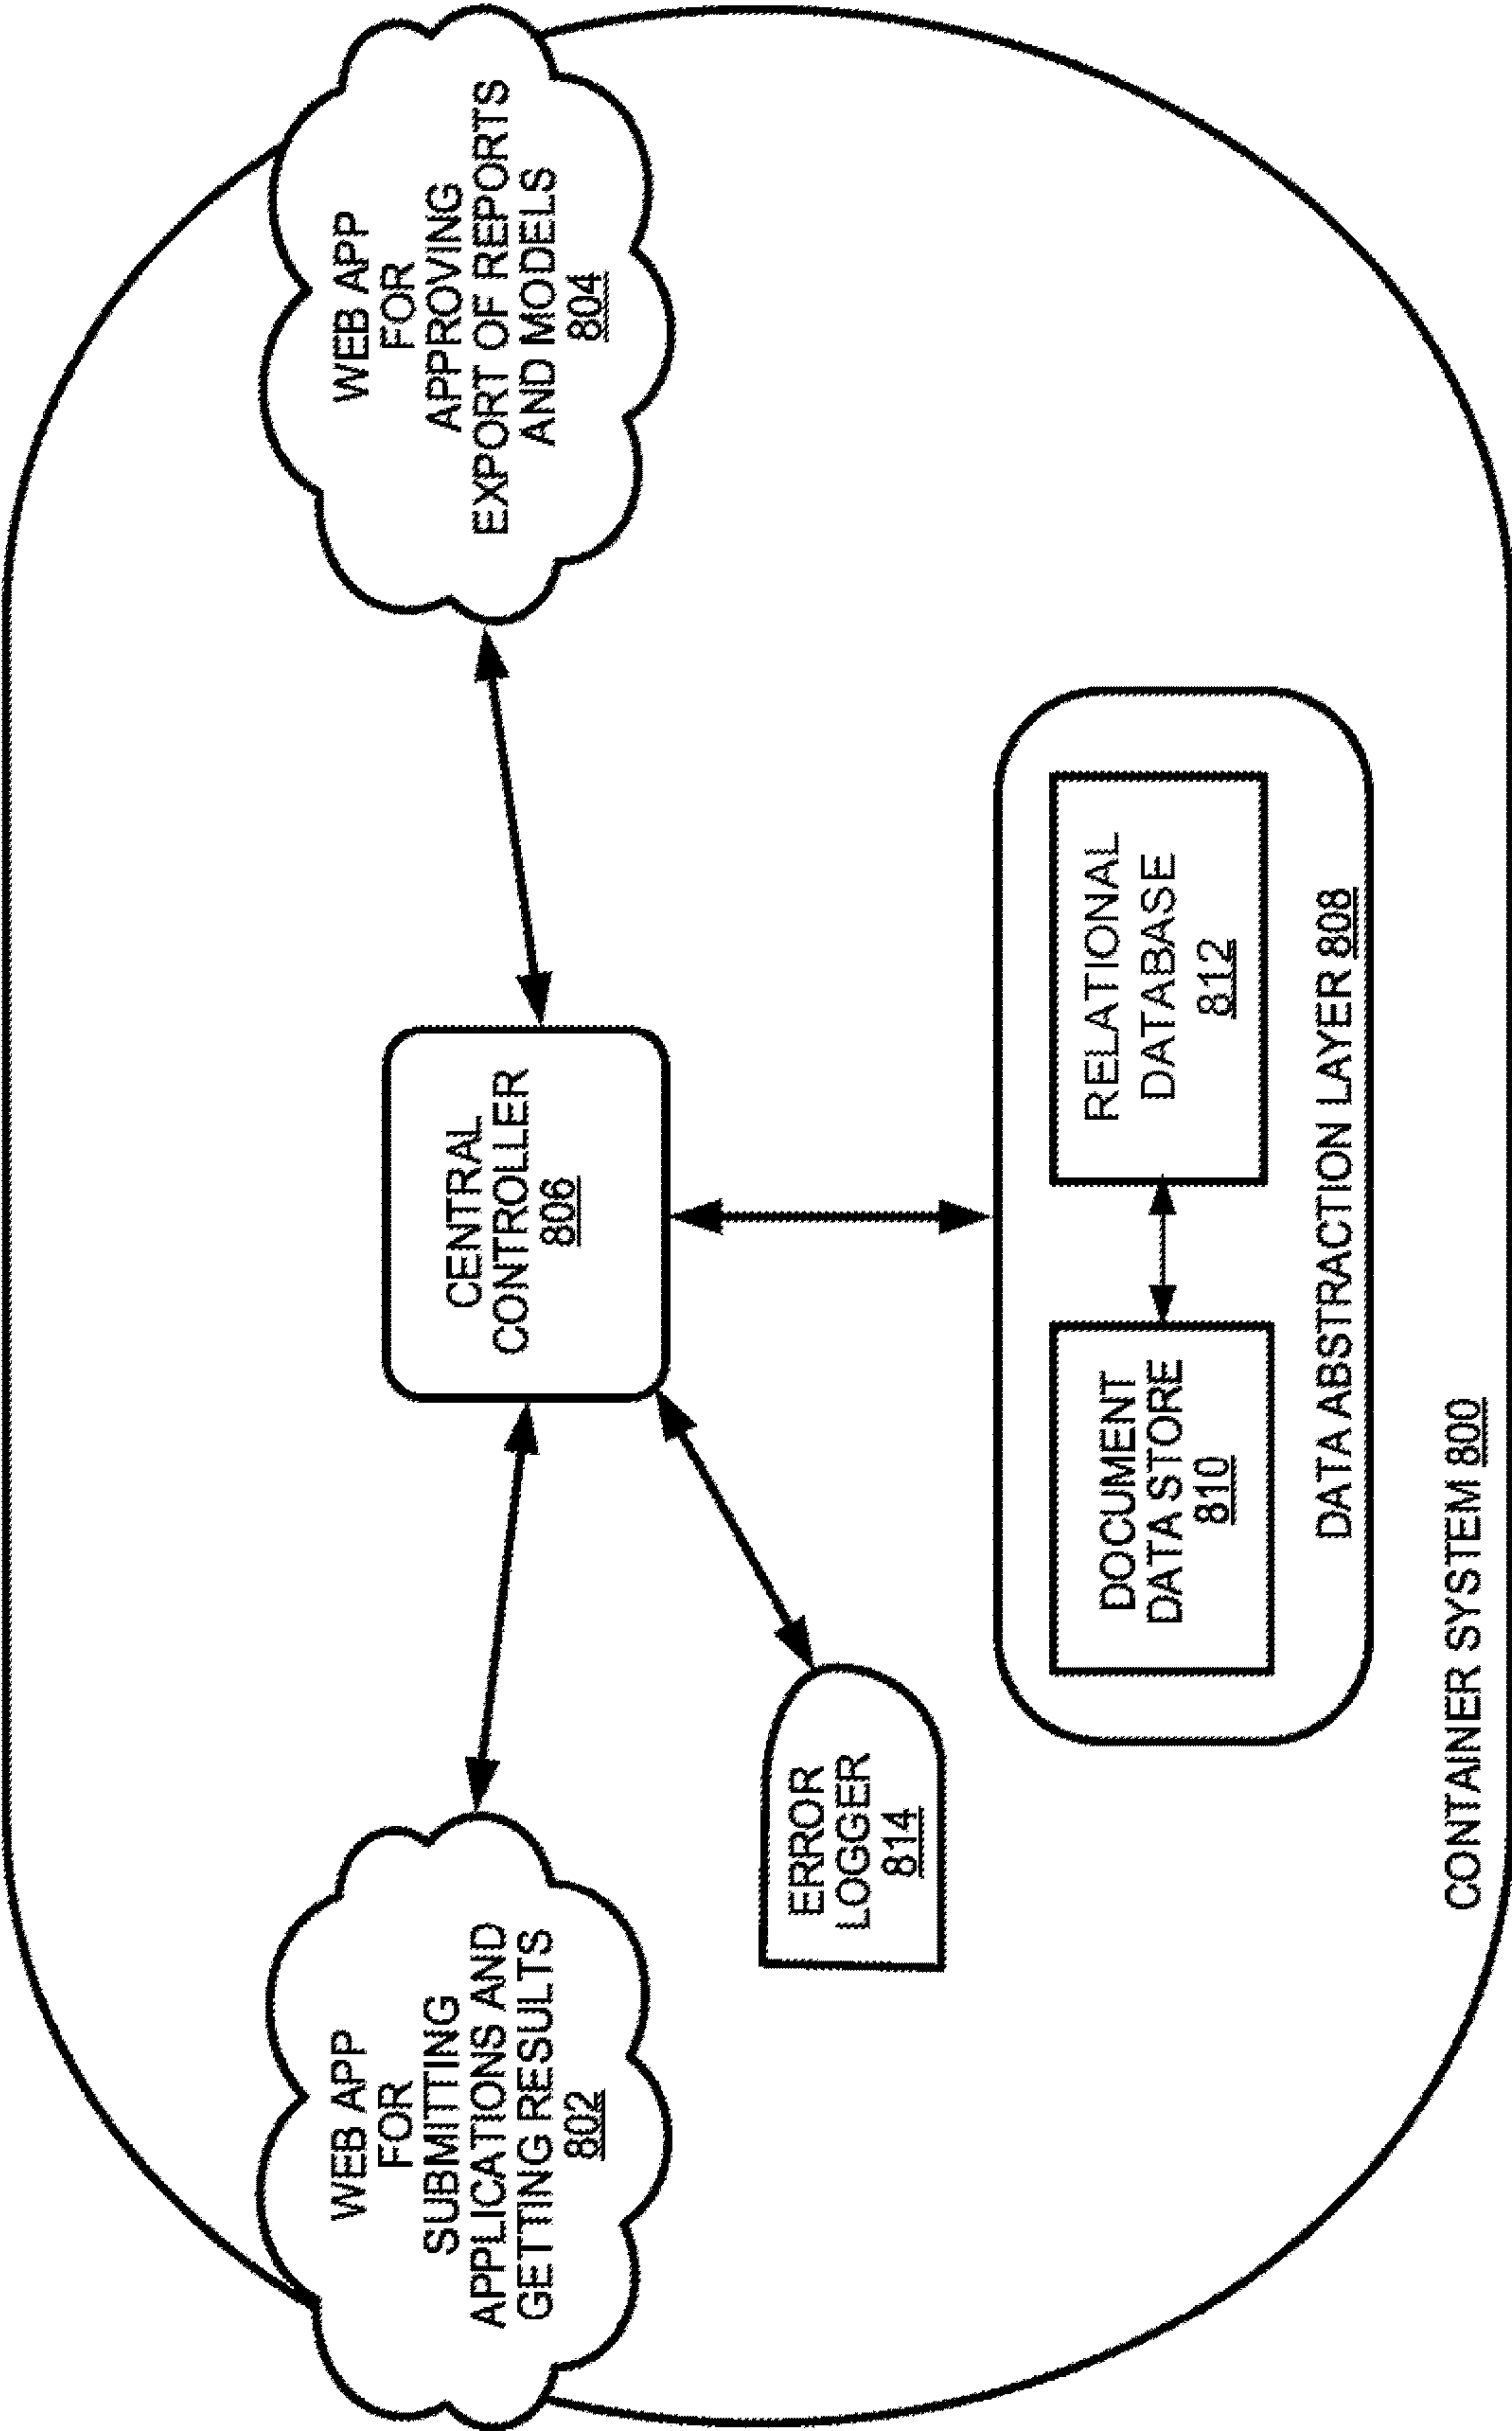 WEB APP
FOR
SUBMITTING
APPLICATIONS AND
GETTING RESULTS
802
CENTRAL
CONTROLLER
806
WEB APP
FOR
APPROVING
EXPORT OF REPORTS
AND MODELS
804
ERROR
LOGGER
814
DOCUMENT
DATA STORE
810
RELATIONAL
DATABASE
812
DATA ABSTRACTION LAYER 808
CONTAINER SYSTEM 800